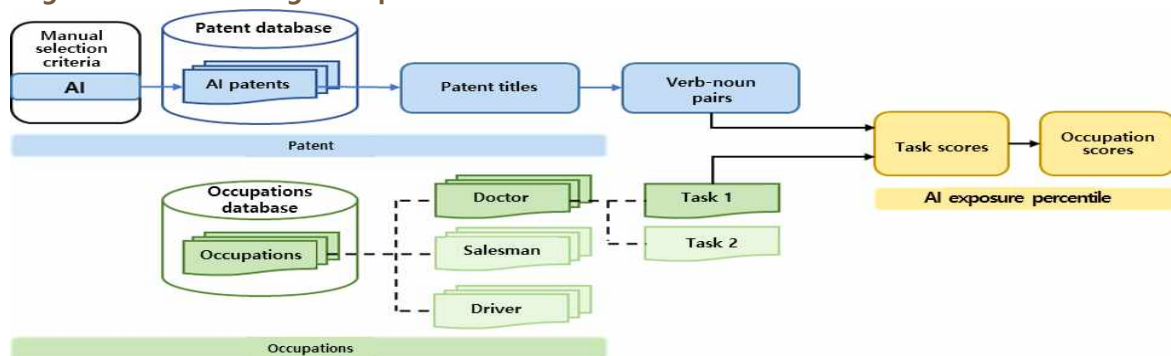 Manual
selection
criteria
AI
Patent database
AI patents
Patent titles
Verb-noun
pairs
Patent
Task scores
Occupation
scores
AI exposure percentile
Occupations
database
Occupations
Doctor
Salesman
Driver
Task 1
Task 2
Occupations